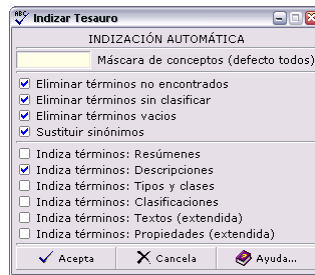 ABC
Indizar Tesauro
INDIZACIÓN AUTOMÁTICA
Máscara de conceptos (defecto todos)
Eliminar términos no encontrados
Eliminar términos sin clasificar
Eliminar términos vacios
Sustituir sinónimos
Indiza términos: Resúmenes
Indiza términos: Descripciones
Indiza términos: Tipos y clases
Indiza términos: Clasificaciones
Indiza términos: Textos (extendida)
Indiza términos: Propiedades (extendida)
Acepta
Cancela
Ayuda...